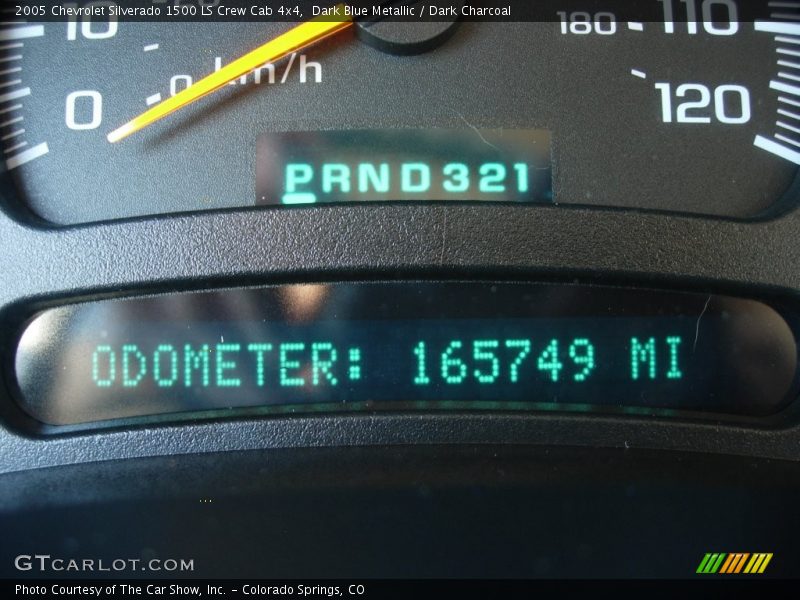 2005 Chevrolet Silverado 1500 LS Crew Cab 4x4, Dark Blue Metallic / Dark Charcoal
10 180 110
0 0 km/h 120
PRND321
ODOMETER: 165749 MI
GTCARLOT.COM
Photo Courtesy of The Car Show, Inc. - Colorado Springs, CO